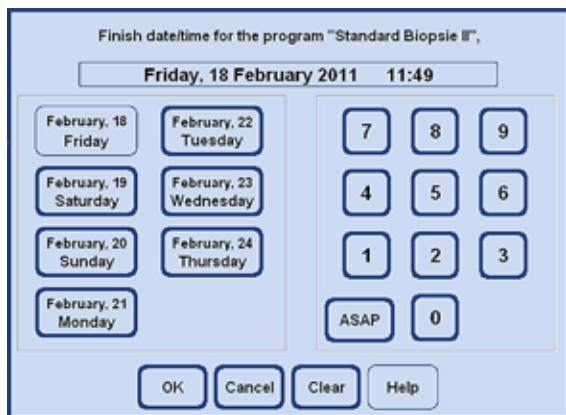 Finish date/time for the program "Standard Biopsie II",
Friday, 18 February 2011 11:49
February, 18
Friday
February, 22
Tuesday
February, 19
Saturday
February, 23
Wednesday
February, 20
Sunday
February, 24
Thursday
February, 21
Monday
7 8 9
4 5 6
1 2 3
ASAP 0
OK Cancel Clear Help